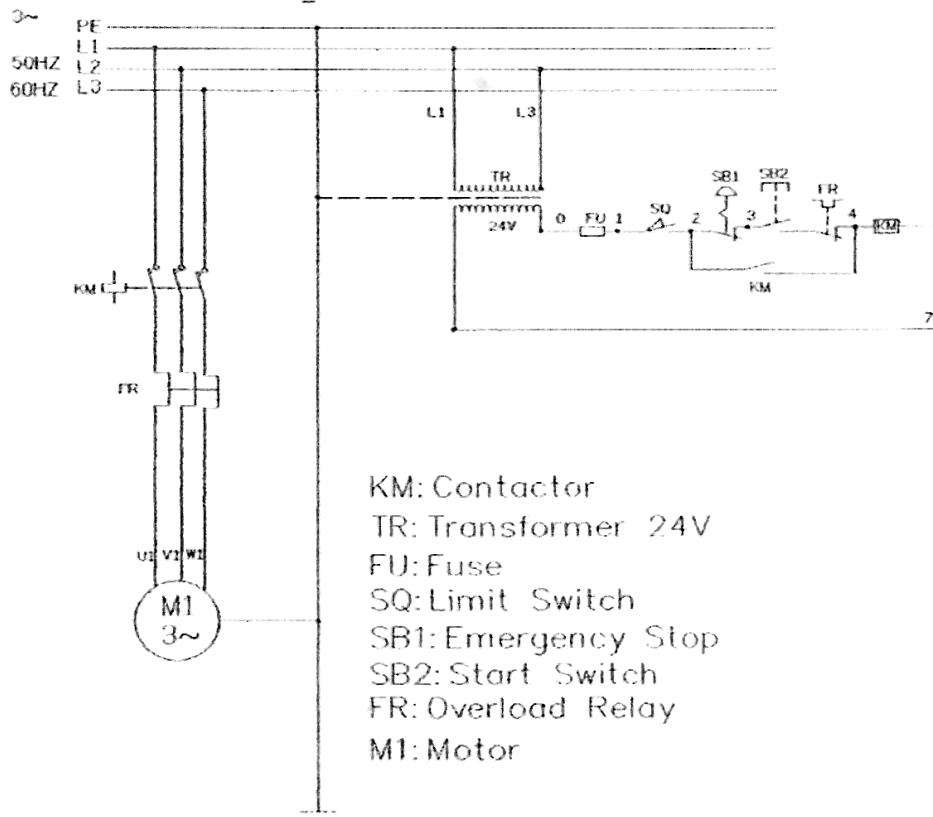 3~
PE
L1
50HZ L2
60HZ L3
L1 L3
TR
24V
0 FU 1 SQ 2 SB1 3 SB2 FR 4 KM
KM
7
KM
FR
U1 V1 W1
M1
3~
KM: Contactor
TR: Transformer 24V
FU: Fuse
SQ: Limit Switch
SB1: Emergency Stop
SB2: Start Switch
FR: Overload Relay
M1: Motor